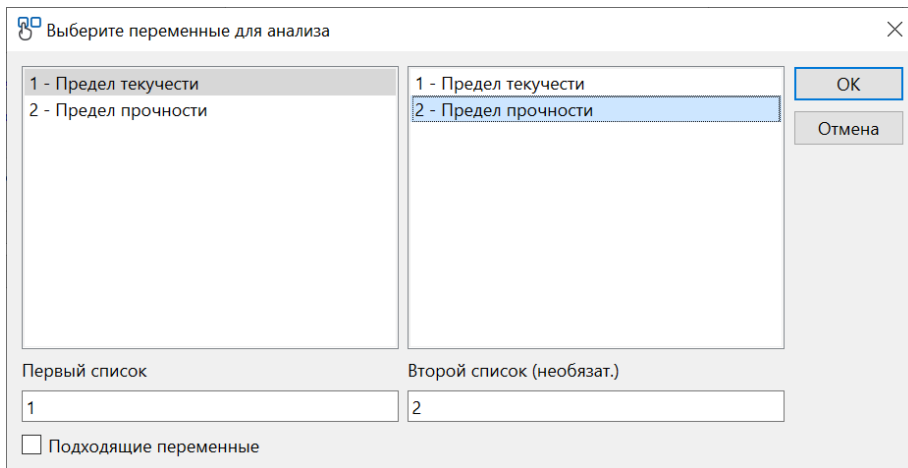 Выберите переменные для анализа
1 - Предел текучести
2 - Предел прочности
1 - Предел текучести
2 - Предел прочности
OK
Отмена
Первый список
Второй список (необязат.)
1
2
Подходящие переменные